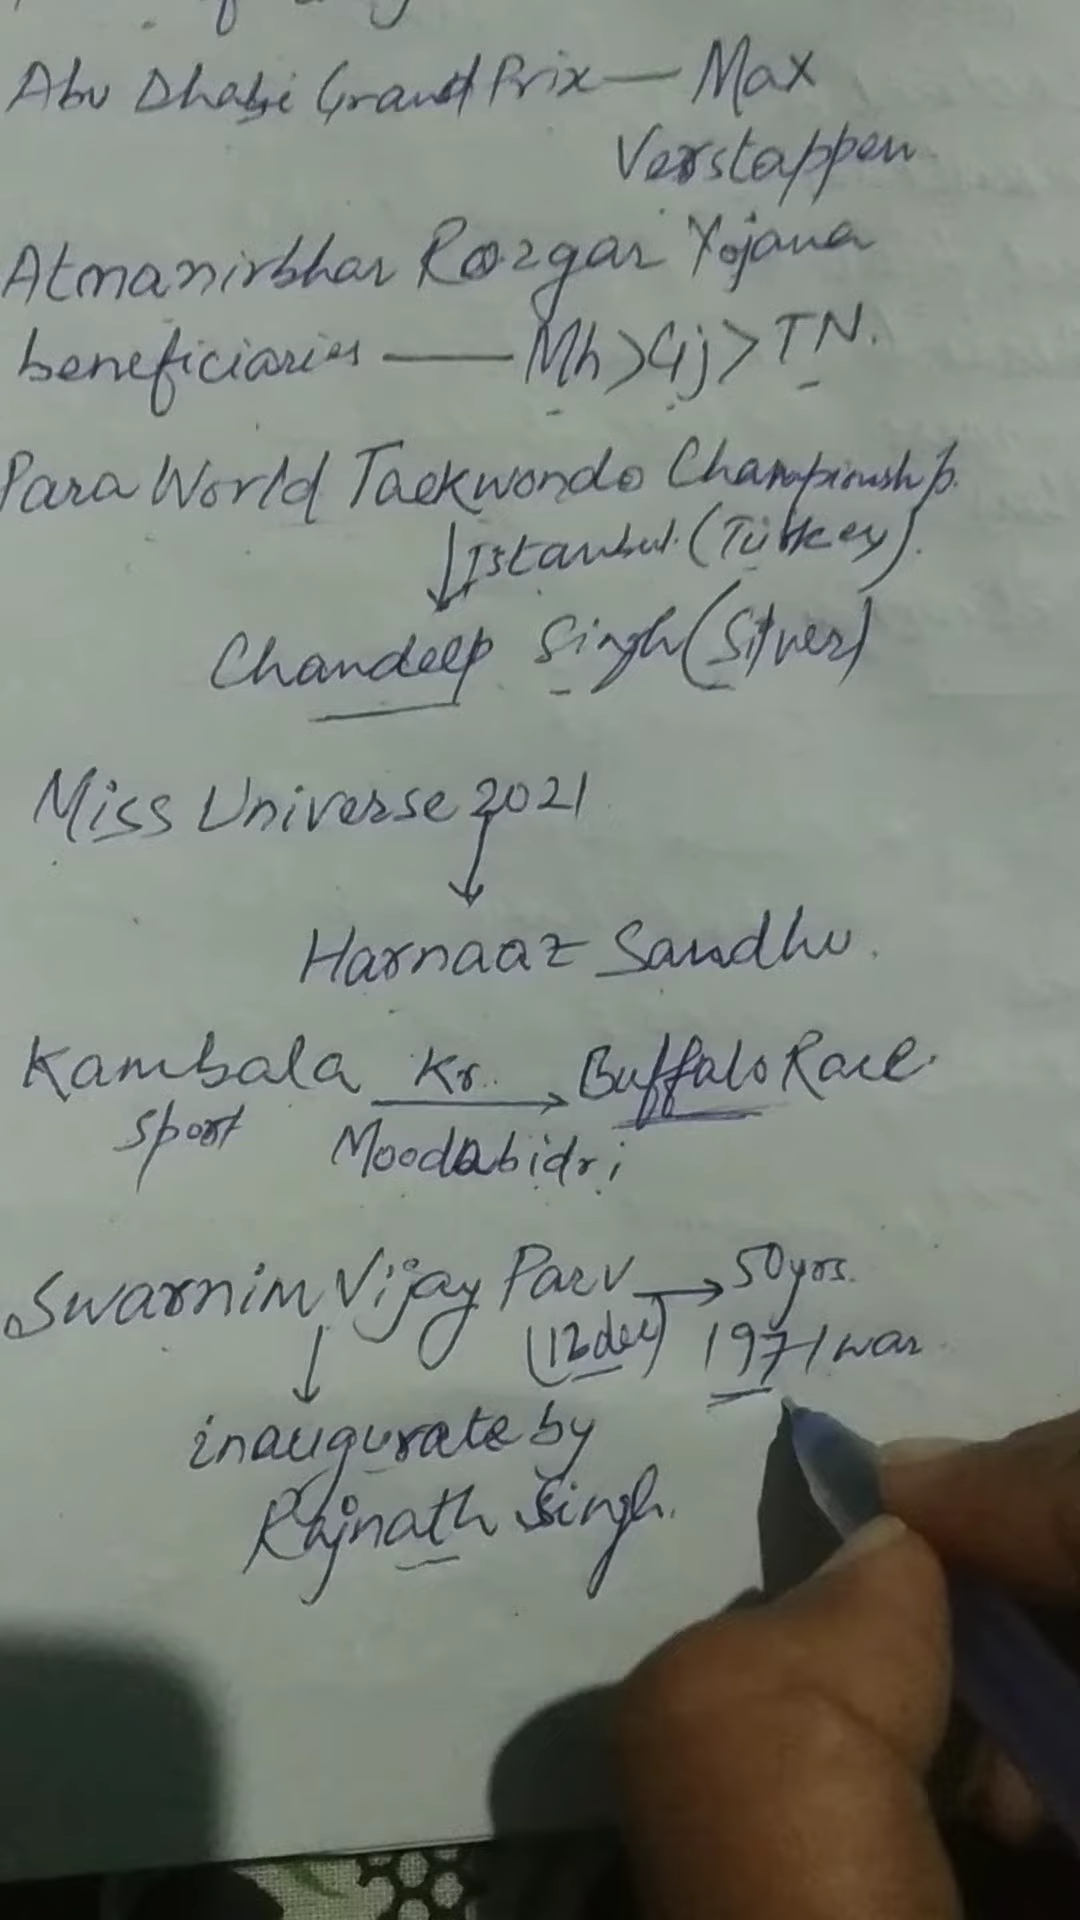 Abu Dhabi Grand Prix — Max
Verstappen
Atmanirbhar Rozgar Yojana
beneficiaries — Mh > Gj > TN.
Para World Taekwondo Championship.
↓ Istanbul. (Turkey).
Chandeep Singh (Silver)
Miss Universe 2021
↓
Harnaaz Sandhu.
Kambala Kr. → Buffalo Race.
sport Moodabidri
Swarnim Vijay Parv → 50yrs.
↓ (12 dec) 1971 war
inaugurate by
Rajnath Singh.